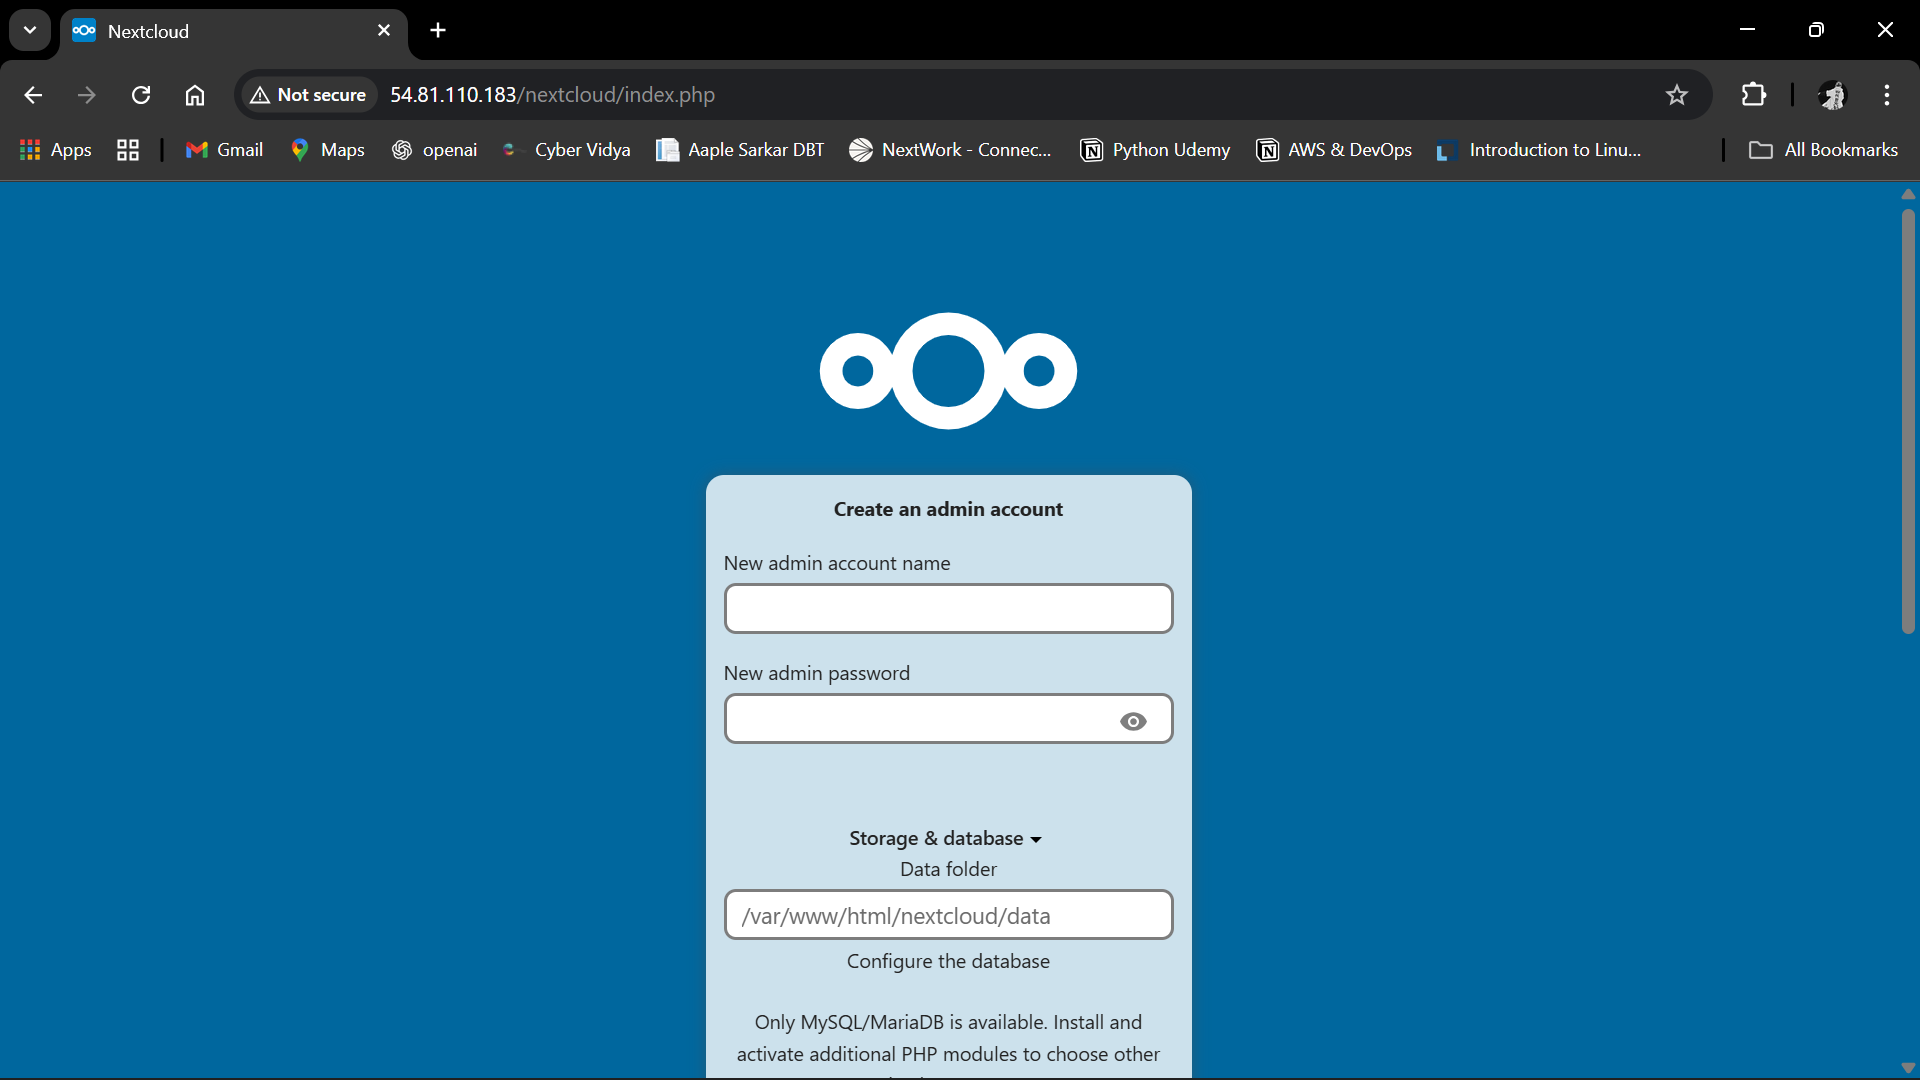 Nextcloud
Not secure
54.81.110.183/nextcloud/index.php
Apps
Gmail
Maps
openai
Cyber Vidya
Aaple Sarkar DBT
NextWork - Connec...
Python Udemy
AWS & DevOps
Introduction to Linu...
All Bookmarks
Create an admin account
New admin account name
New admin password
Storage & database
Data folder
/var/www/html/nextcloud/data
Configure the database
Only MySQL/MariaDB is available. Install and
activate additional PHP modules to choose other